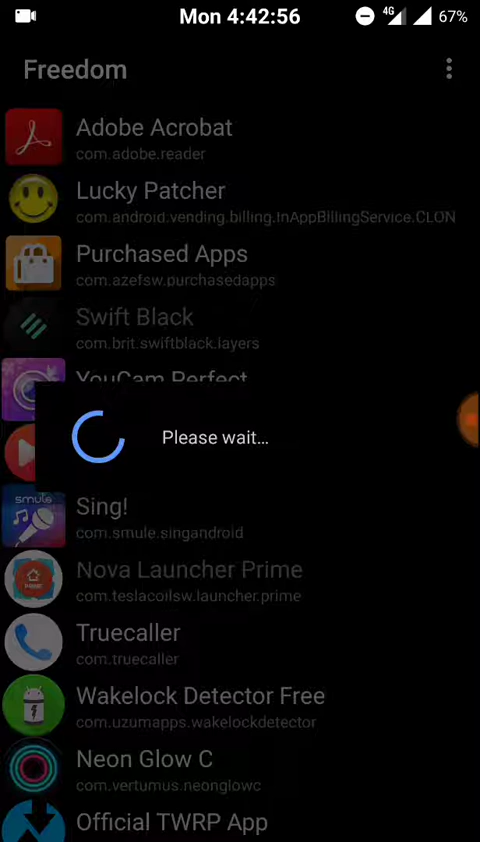 Mon 4:42:56
4G
67%
Freedom
Adobe Acrobat
com.adobe.reader
Lucky Patcher
com.android.vending.billing.InAppBillingService.CLON
Purchased Apps
com.azefsw.purchasedapps
Swift Black
com.brit.swiftblack.layers
YouCam Perfect
Please wait...
smule
Sing!
com.smule.singandroid
Nova Launcher Prime
com.teslacoilsw.launcher.prime
Truecaller
com.truecaller
Wakelock Detector Free
com.uzumapps.wakelockdetector
Neon Glow C
com.vertumus.neonglowc
Official TWRP App